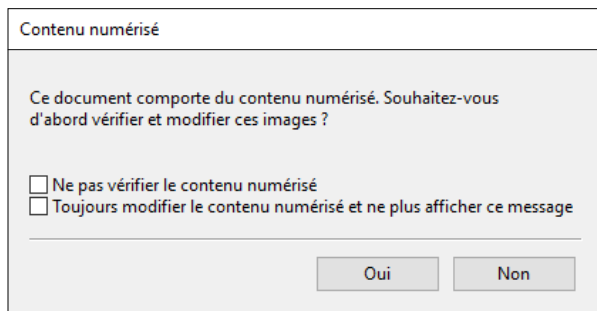 Contenu numérisé
Ce document comporte du contenu numérisé. Souhaitez-vous
d'abord vérifier et modifier ces images ?
Ne pas vérifier le contenu numérisé
Toujours modifier le contenu numérisé et ne plus afficher ce message
Oui
Non